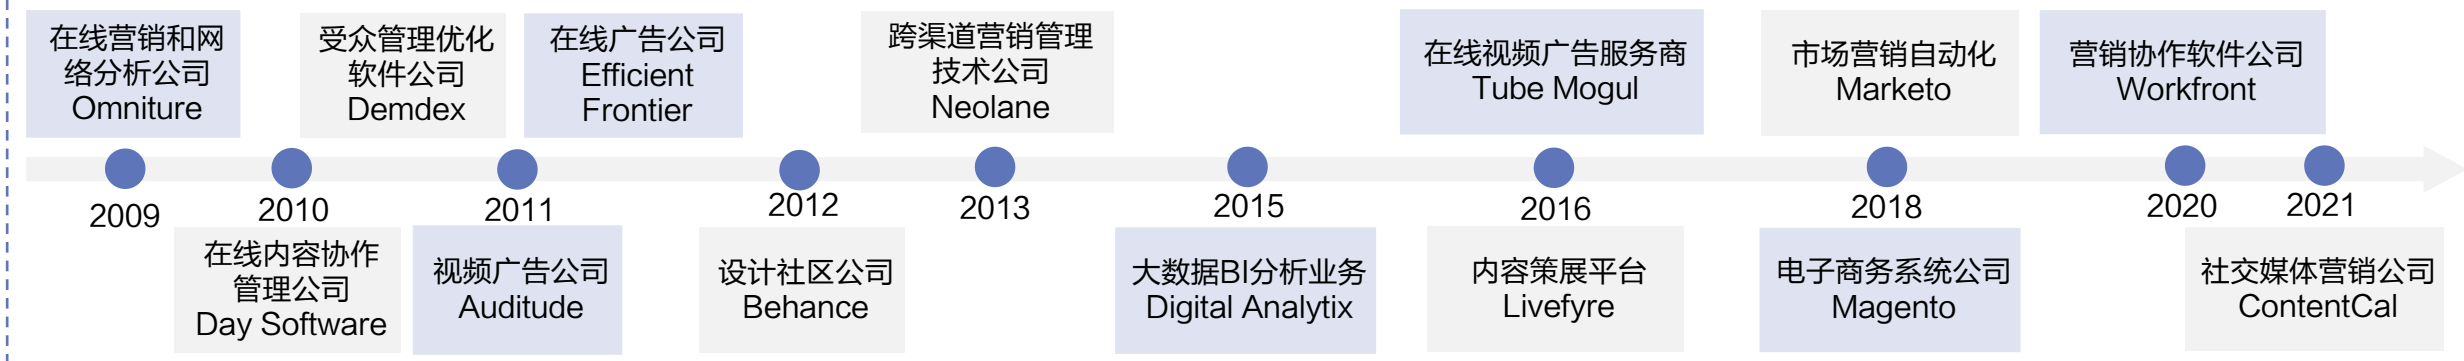 在线营销和网
络分析公司
Omniture
受众管理优化
软件公司
Demdex
在线广告公司
Efficient
Frontier
跨渠道营销管理
技术公司
Neolane
在线视频广告服务商
Tube Mogul
市场营销自动化
Marketo
营销协作软件公司
Workfront
2009
2010
2011
2012
2013
2015
2016
2018
2020
2021
在线内容协作
管理公司
Day Software
视频广告公司
Auditude
设计社区公司
Behance
大数据BI分析业务
Digital Analytix
内容策展平台
Livefyre
电子商务系统公司
Magento
社交媒体营销公司
ContentCal